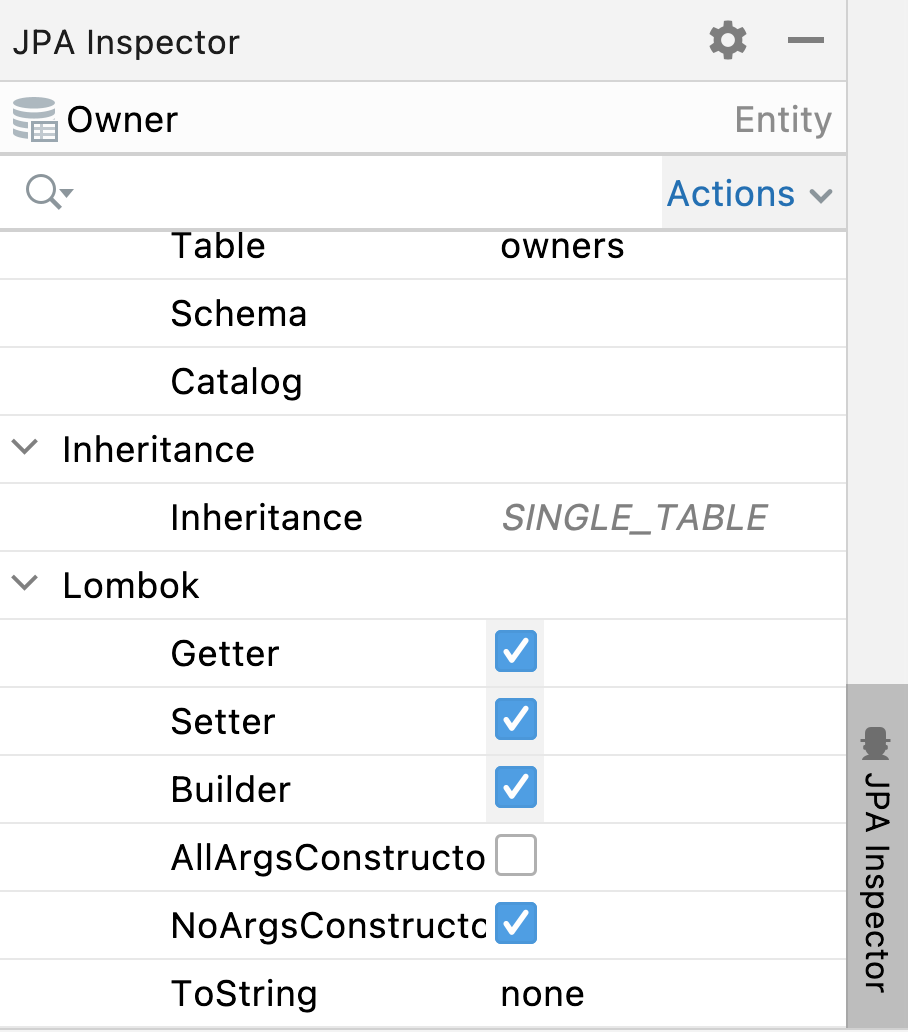 JPA Inspector
Owner Entity
Actions
Table owners
Schema
Catalog
Inheritance
Inheritance SINGLE_TABLE
Lombok
Getter
Setter
Builder
AllArgsConstructo
NoArgsConstructo
ToString none
JPA Inspector